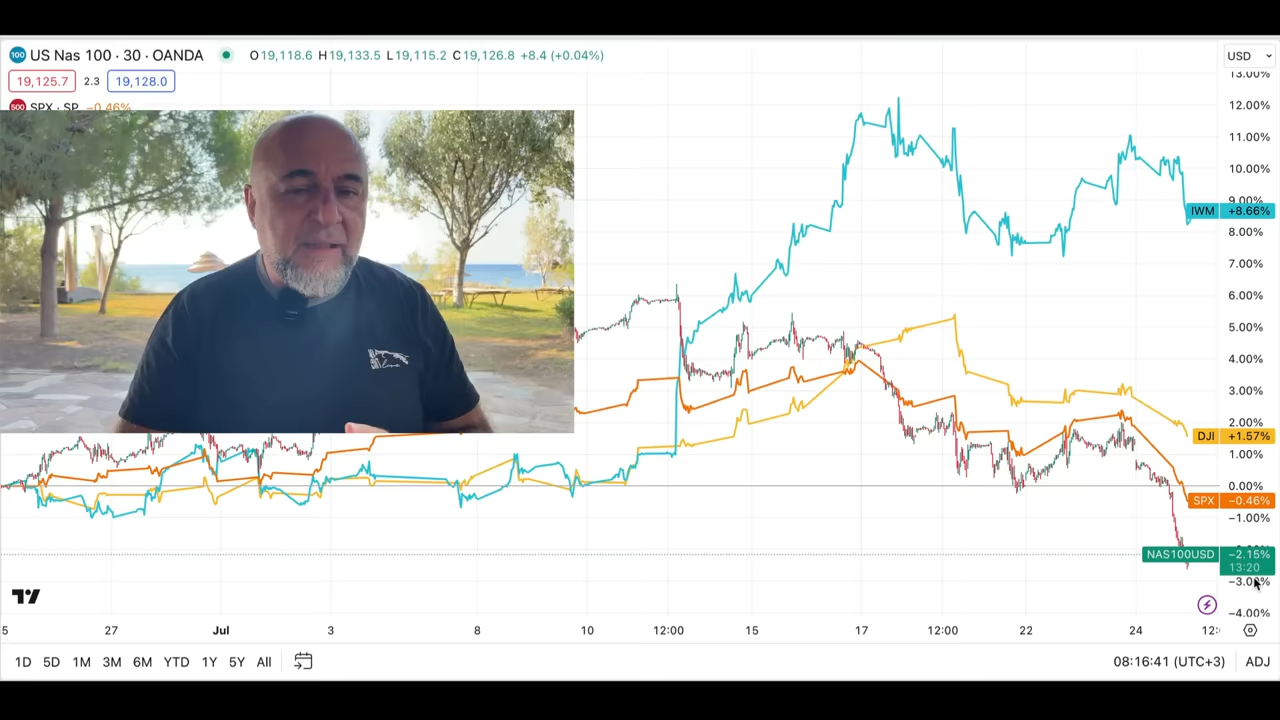 100 US Nas 100 · 30 · OANDA O19,118.6 H19,133.5 L19,115.2 C19,126.8 +8.4 (+0.04%)
USD
19,125.7 2.3 19,128.0
500 SPX · SP −0.46%
13.00%
12.00%
11.00%
10.00%
9.00%
IWM +8.66%
8.00%
7.00%
6.00%
5.00%
4.00%
3.00%
2.00%
DJI +1.57%
1.00%
0.00%
SPX −0.46%
−1.00%
NAS100USD −2.15%
13:20
−3.00%
−4.00%
5 27 Jul 3 8 10 12:00 15 17 12:00 22 24 12:
1D 5D 1M 3M 6M YTD 1Y 5Y All 08:16:41 (UTC+3) ADJ